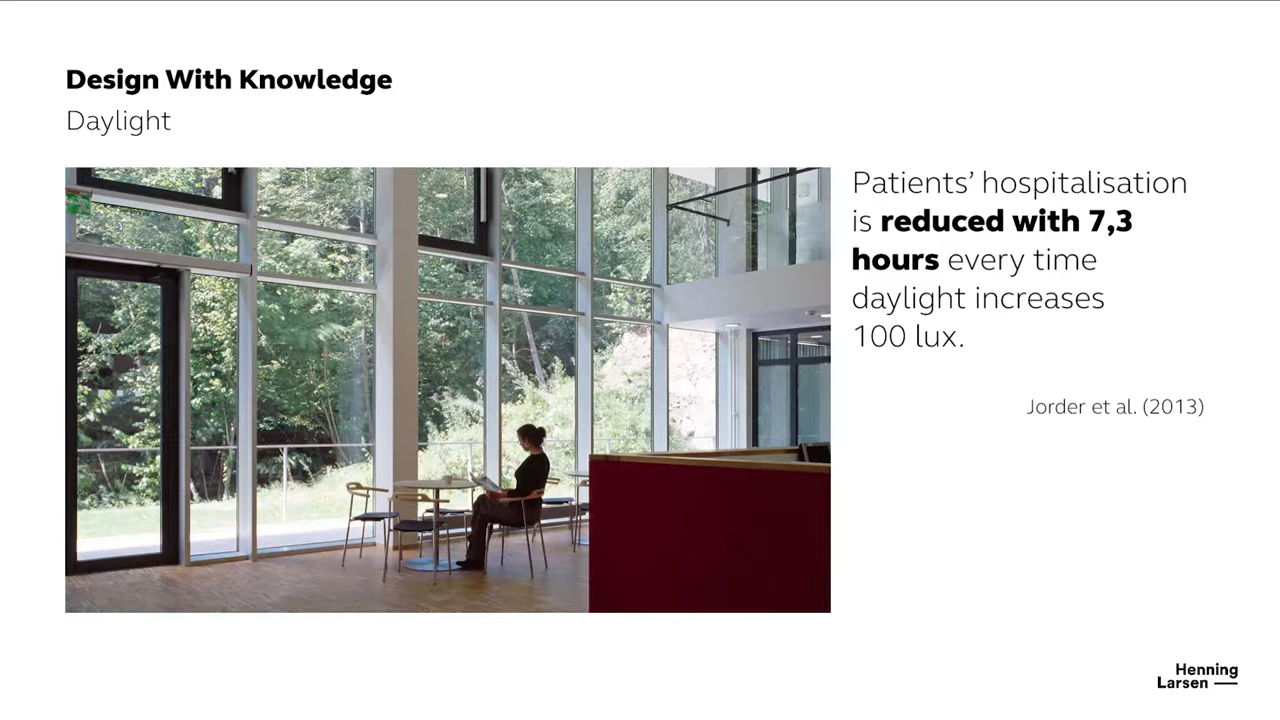 Design With Knowledge
Daylight
Patients’ hospitalisation
is reduced with 7,3
hours every time
daylight increases
100 lux.
Jorder et al. (2013)
Henning
Larsen